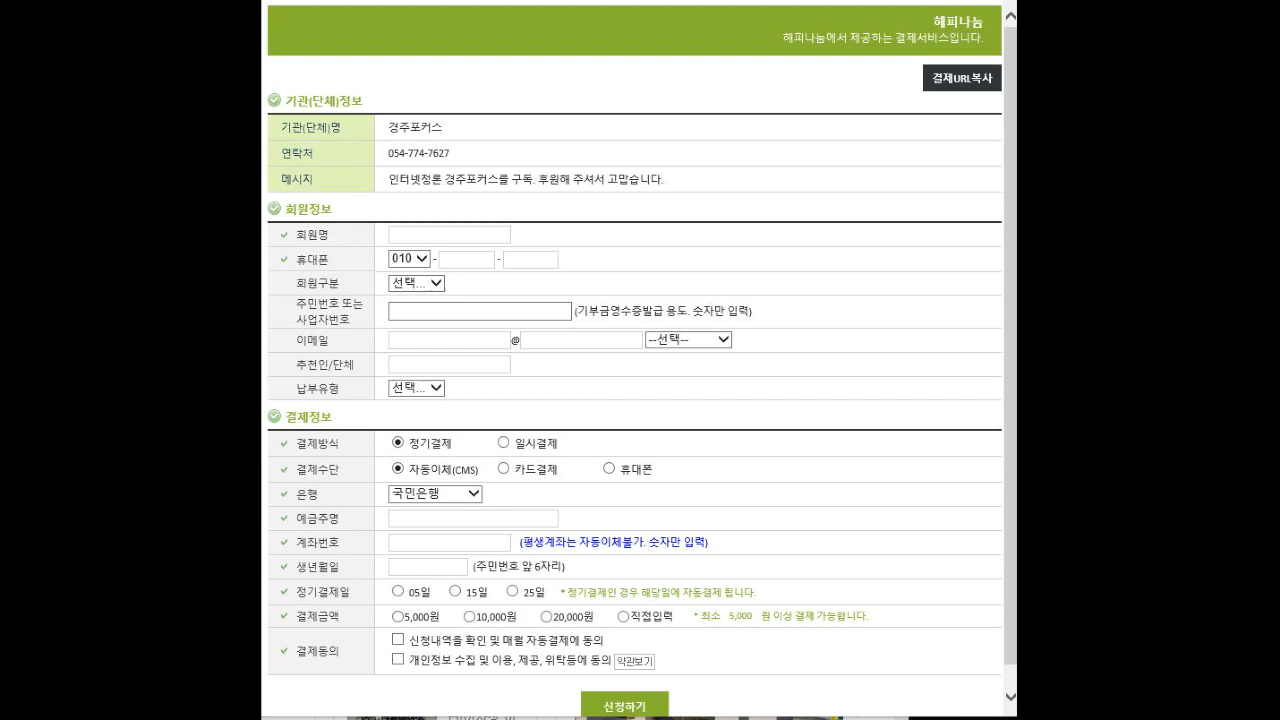 해피나눔
해피나눔에서 제공하는 결제서비스입니다.
결제URL복사
기관(단체)정보
기관(단체)명 경주포커스
연락처 054-774-7627
메시지 인터넷정론 경주포커스를 구독. 후원해 주셔서 고맙습니다.
회원정보
회원명
휴대폰 010 - -
회원구분 선택...
주민번호 또는
사업자번호 (기부금영수증발급 용도. 숫자만 입력)
이메일 @ --선택--
추천인/단체
납부유형 선택...
결제정보
결제방식 정기결제 일시결제
결제수단 자동이체(CMS) 카드결제 휴대폰
은행 국민은행
예금주명
계좌번호 (평생계좌는 자동이체불가. 숫자만 입력)
생년월일 (주민번호 앞 6자리)
정기결제일 05일 15일 25일 * 정기결제인 경우 해당일에 자동결제 됩니다.
결제금액 5,000원 10,000원 20,000원 직접입력 * 최소 5,000 원 이상 결제 가능합니다.
결제동의 신청내역을 확인 및 매월 자동결제에 동의
개인정보 수집 및 이용, 제공, 위탁등에 동의 약관보기
신청하기